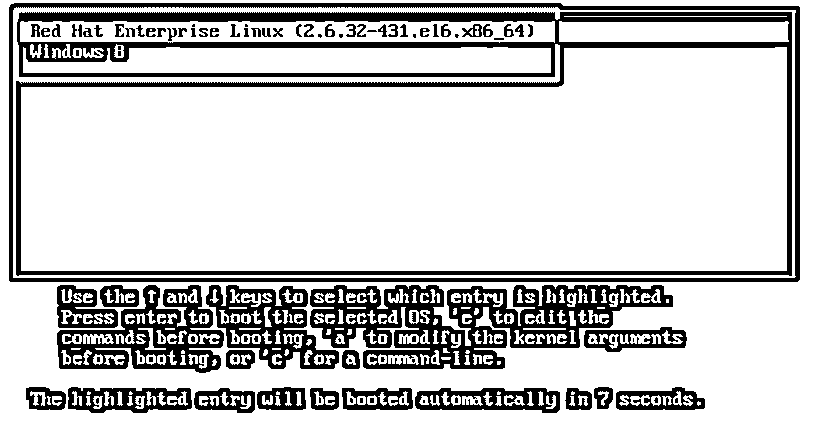 Red Hat Enterprise Linux (2.6.32-431.el6.x86_64)
Windows 8
Use the ↑ and ↓ keys to select which entry is highlighted.
Press enter to boot the selected OS, 'e' to edit the
commands before booting, 'a' to modify the kernel arguments
before booting, or 'c' for a command-line.
The highlighted entry will be booted automatically in 7 seconds.